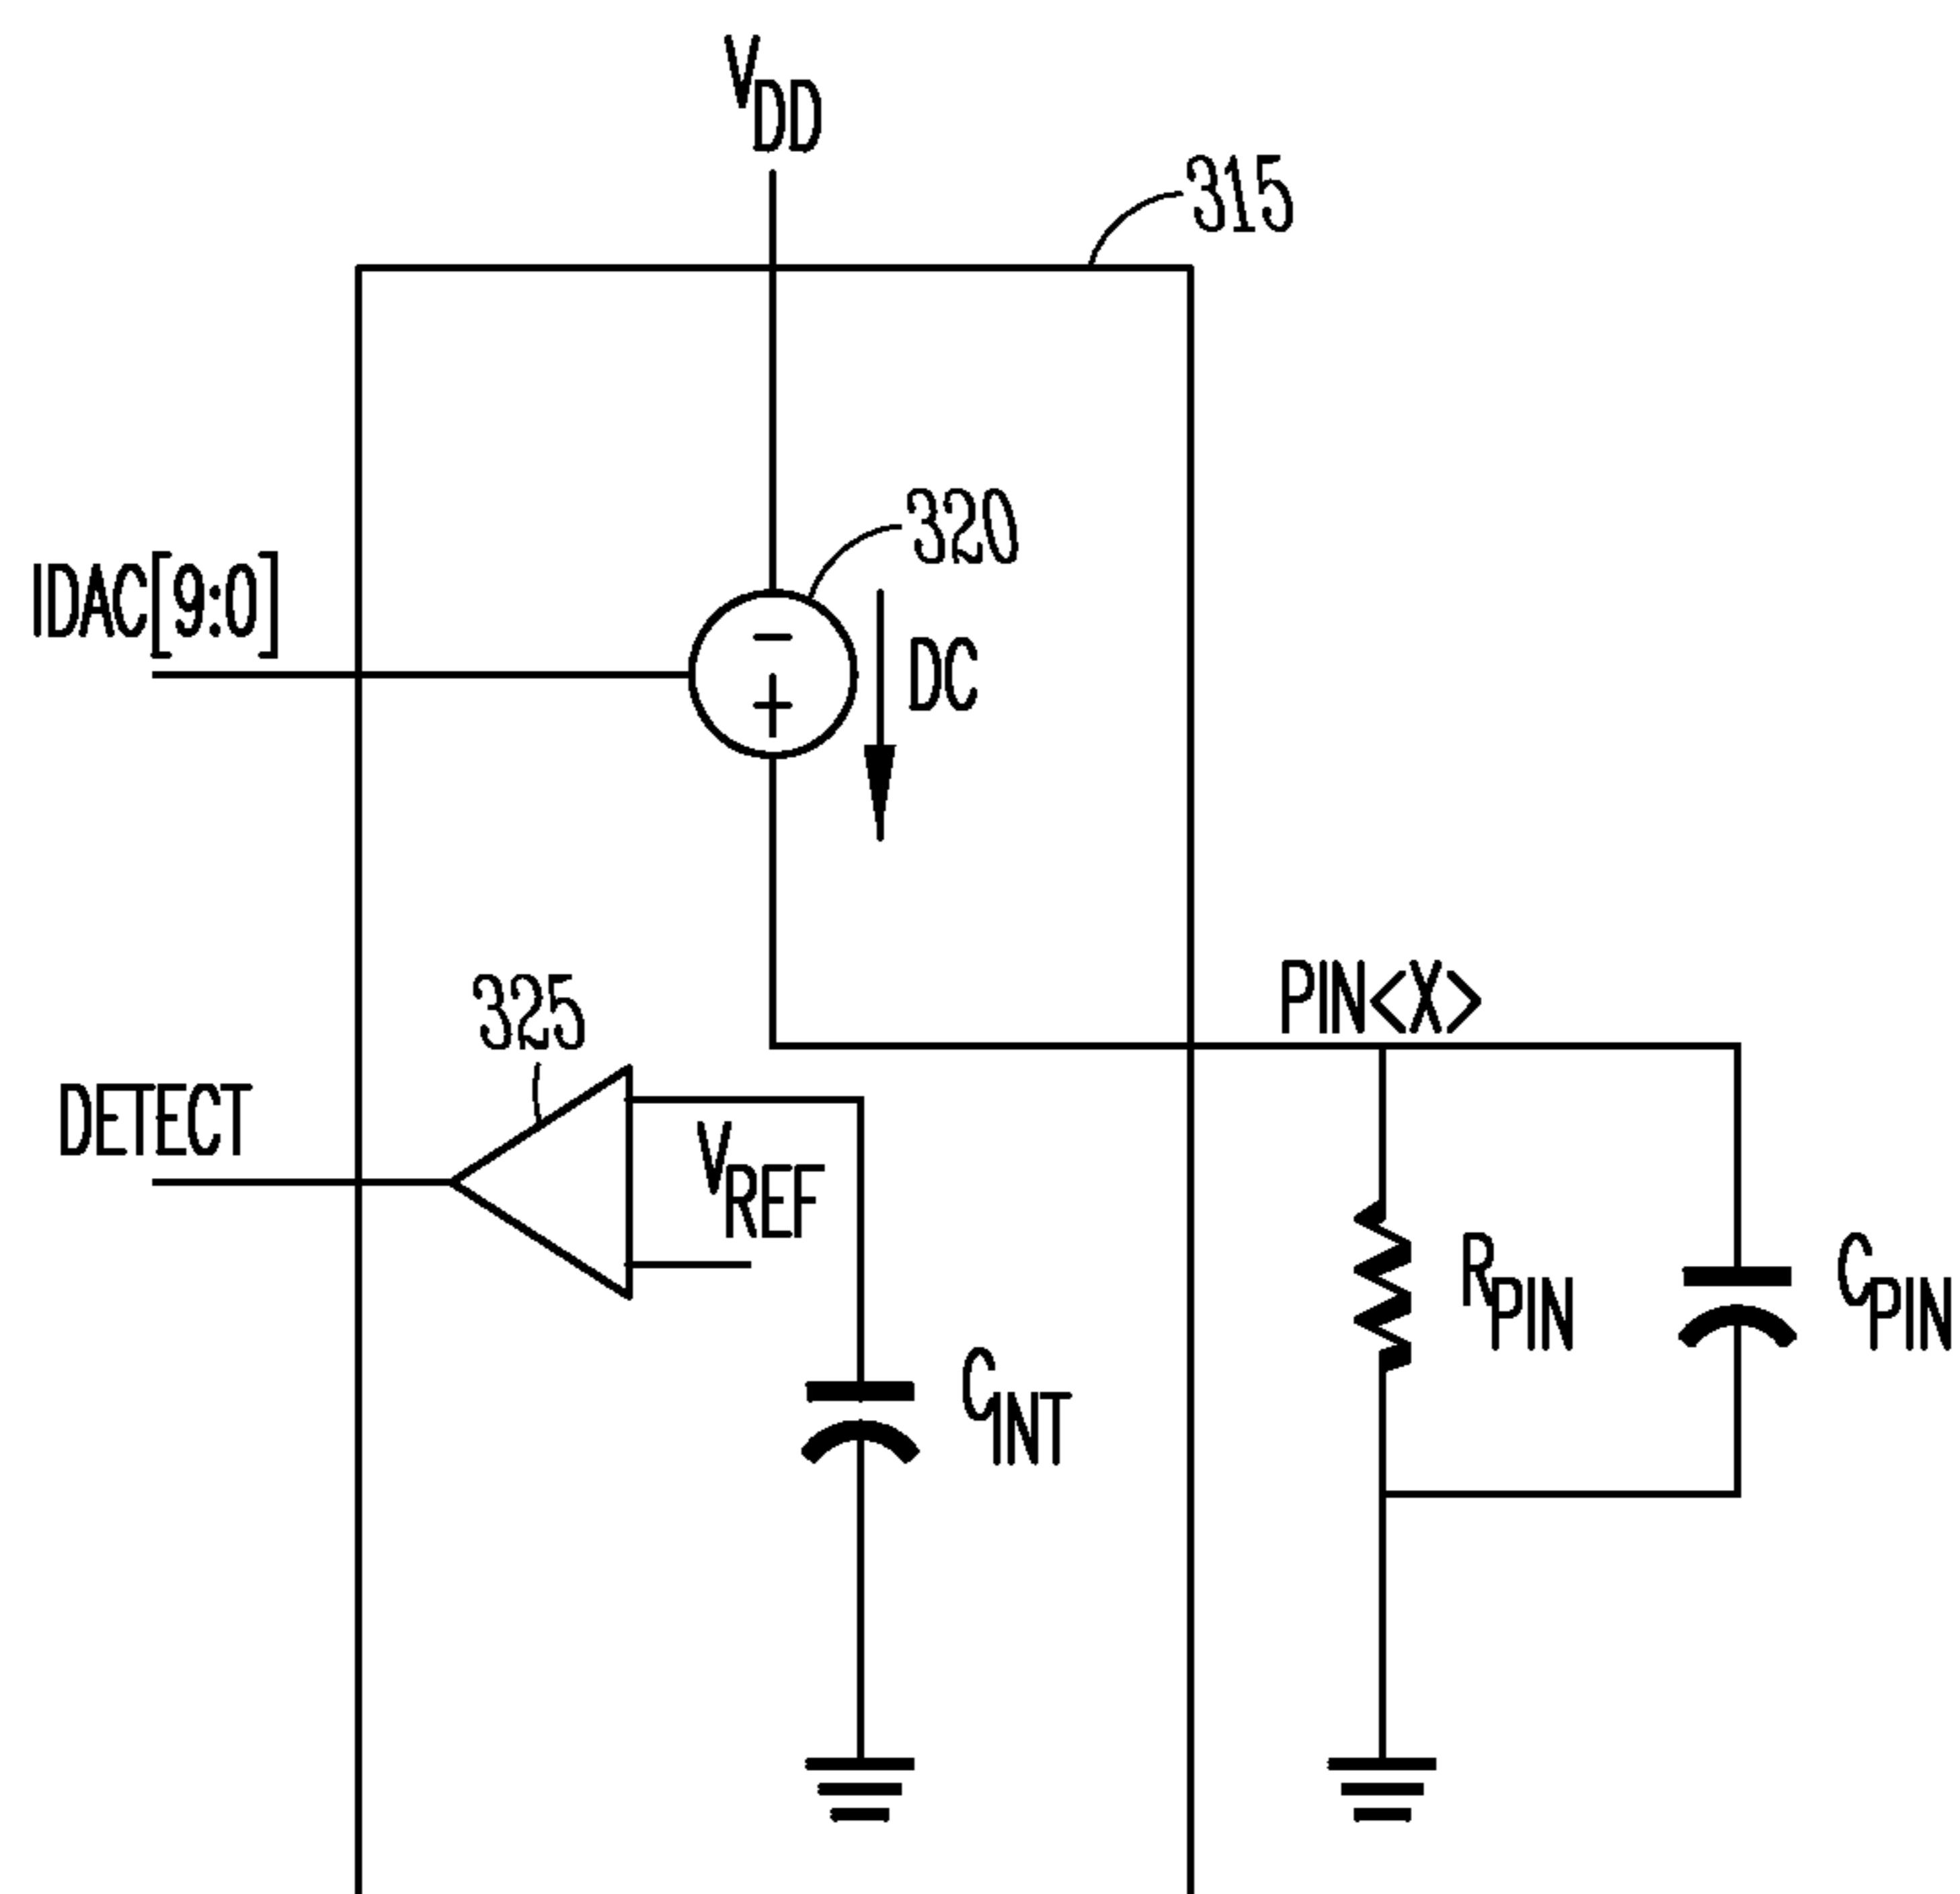 VDD
315
320
IDAC[9:0]
− DC
+
PIN<X>
325
DETECT
VREF
RPIN
CPIN
CINT